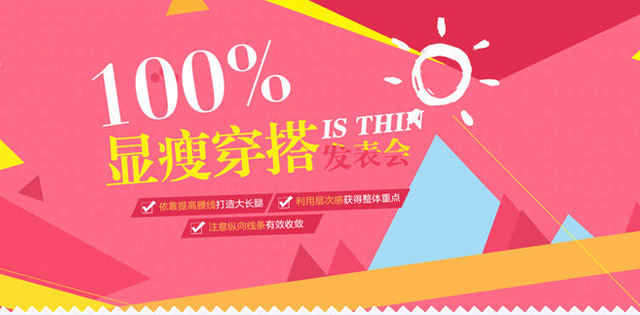 100%
显瘦穿搭
IS THIN
发表会
依靠提高腰线打造大长腿
利用层次感获得整体重点
注意纵向线条有效收敛